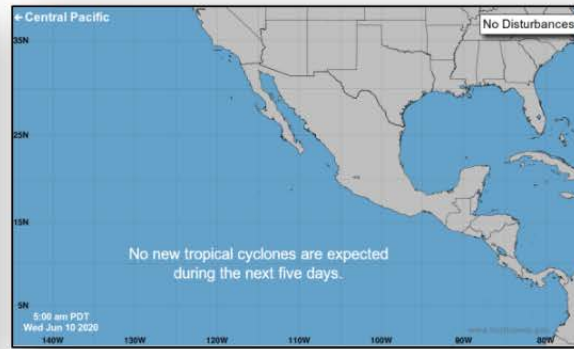 ← Central Pacific
No Disturbances
35N
25N
15N
5N
No new tropical cyclones are expected
during the next five days.
5:00 am PDT
Wed Jun 10 2020
140W
130W
120W
110W
100W
90W
80W